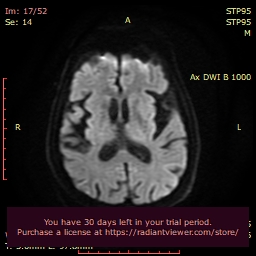 Im: 17/52
Se: 14
STP95
STP95
M
A
Ax DWI B 1000
R
L
You have 30 days left in your trial period.
Purchase a license at https://radiantviewer.com/store/